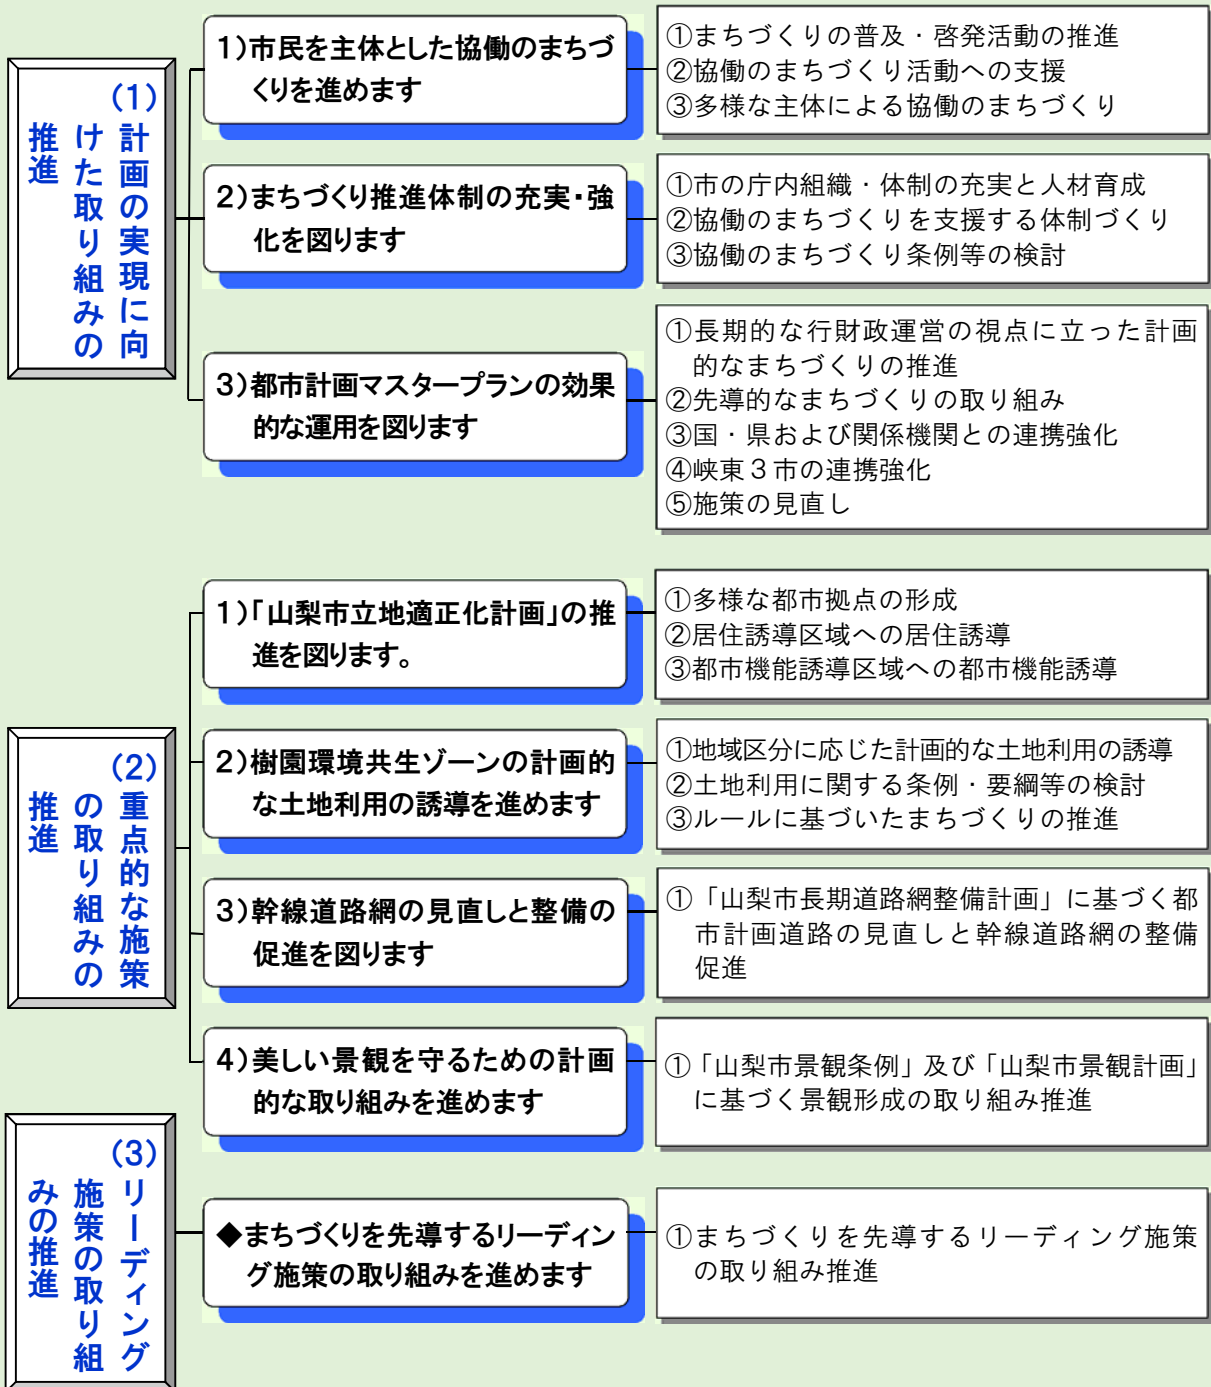 (1)
計画の実現に向
けた取り組みの
推進
1)市民を主体とした協働のまちづ
くりを進めます
①まちづくりの普及・啓発活動の推進
②協働のまちづくり活動への支援
③多様な主体による協働のまちづくり
2)まちづくり推進体制の充実・強
化を図ります
①市の庁内組織・体制の充実と人材育成
②協働のまちづくりを支援する体制づくり
③協働のまちづくり条例等の検討
3)都市計画マスタープランの効果
的な運用を図ります
①長期的な行財政運営の視点に立った計画
的なまちづくりの推進
②先導的なまちづくりの取り組み
③国・県および関係機関との連携強化
④峡東３市の連携強化
⑤施策の見直し
(2)
重点的な施策
の取り組みの
推進
1)「山梨市立地適正化計画」の推
進を図ります。
①多様な都市拠点の形成
②居住誘導区域への居住誘導
③都市機能誘導区域への都市機能誘導
2)樹園環境共生ゾーンの計画的
な土地利用の誘導を進めます
①地域区分に応じた計画的な土地利用の誘導
②土地利用に関する条例・要綱等の検討
③ルールに基づいたまちづくりの推進
3)幹線道路網の見直しと整備の
促進を図ります
①「山梨市長期道路網整備計画」に基づく都
市計画道路の見直しと幹線道路網の整備
促進
4)美しい景観を守るための計画
的な取り組みを進めます
①「山梨市景観条例」及び「山梨市景観計画」
に基づく景観形成の取り組み推進
(3)
リーディング
施策の取り組
みの推進
◆まちづくりを先導するリーディン
グ施策の取り組みを進めます
①まちづくりを先導するリーディング施策
の取り組み推進